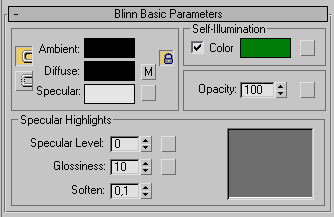 - Blinn Basic Parameters
Self-Illumination
Ambient:
Color
Diffuse: M
Specular:
Opacity: 100
Specular Highlights
Specular Level: 0
Glossiness: 10
Soften: 0,1